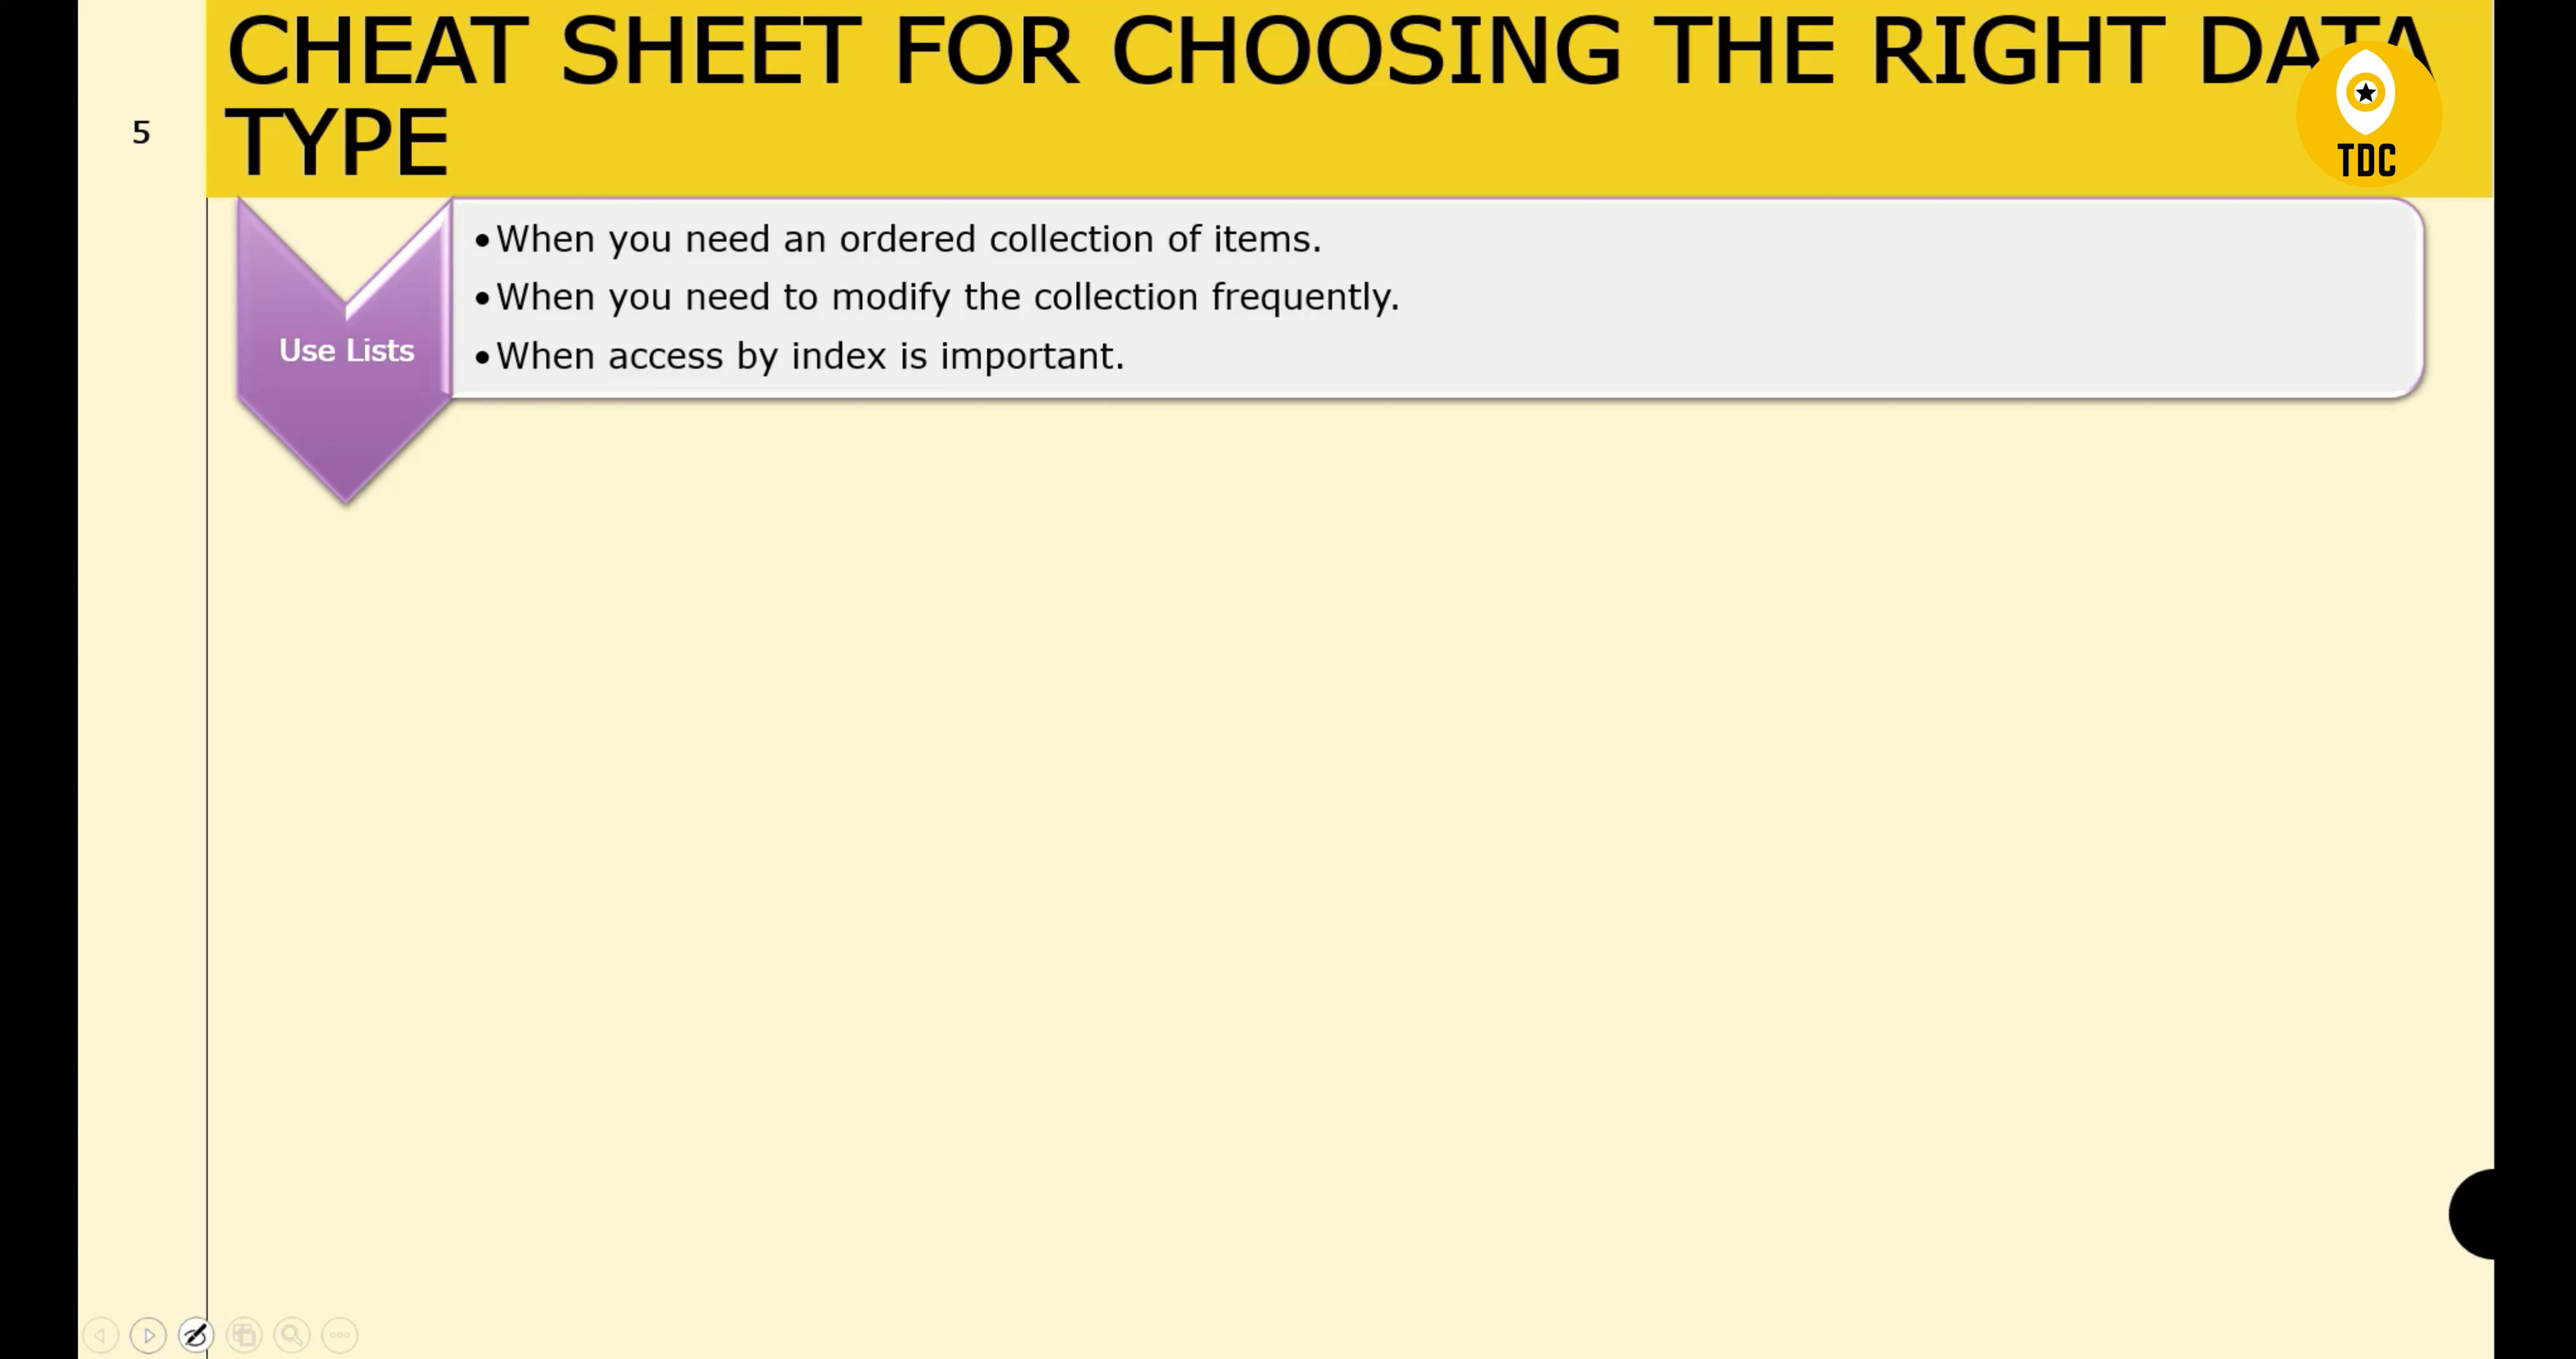 CHEAT SHEET FOR CHOOSING THE RIGHT DATA
TYPE
TDC
5
Use Lists
•When you need an ordered collection of items.
•When you need to modify the collection frequently.
•When access by index is important.